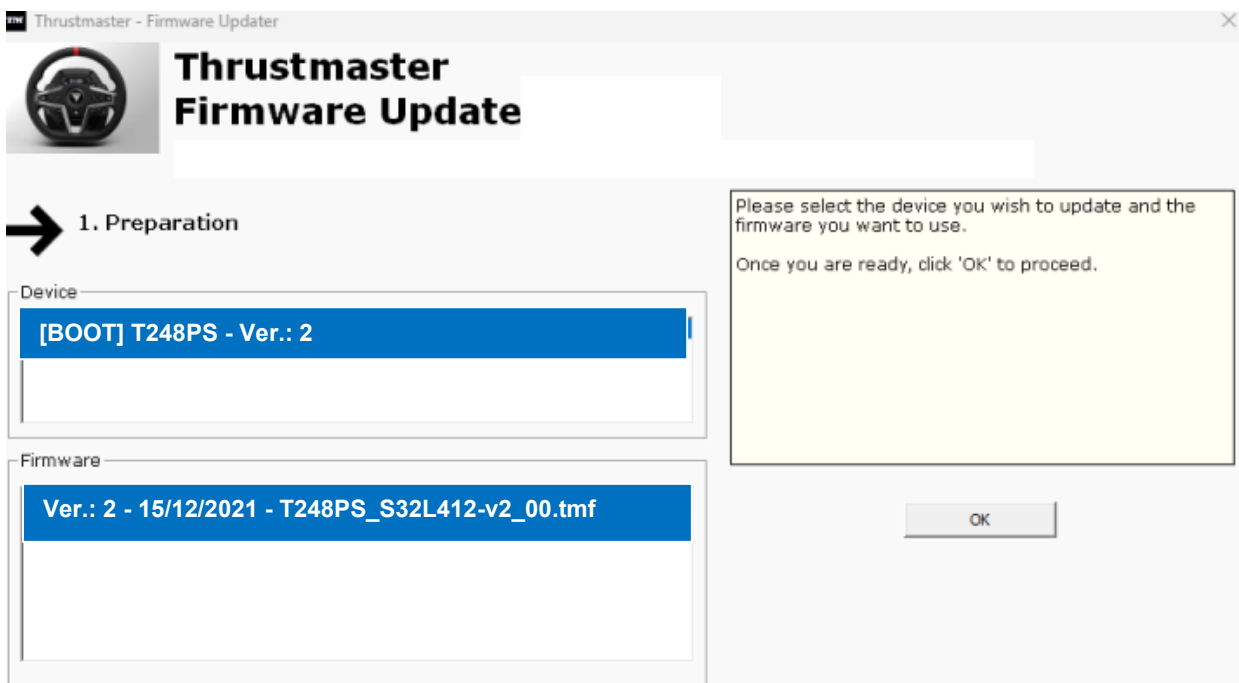 Thrustmaster - Firmware Updater
Thrustmaster
Firmware Update
1. Preparation
Please select the device you wish to update and the
firmware you want to use.
Once you are ready, click 'OK' to proceed.
Device
[BOOT] T248PS - Ver.: 2
Firmware
Ver.: 2 - 15/12/2021 - T248PS_S32L412-v2_00.tmf
OK